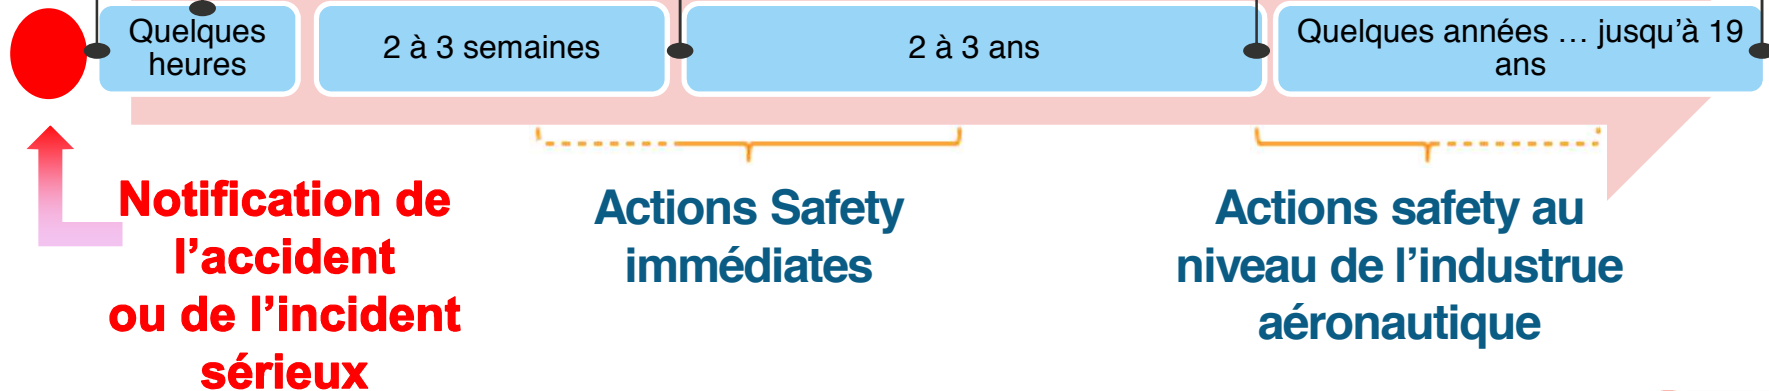 Quelques
heures
2 à 3 semaines
2 à 3 ans
Quelques années … jusqu’à 19
ans
Notification de
l’accident
ou de l’incident
sérieux
Actions Safety
immédiates
Actions safety au
niveau de l’industrue
aéronautique